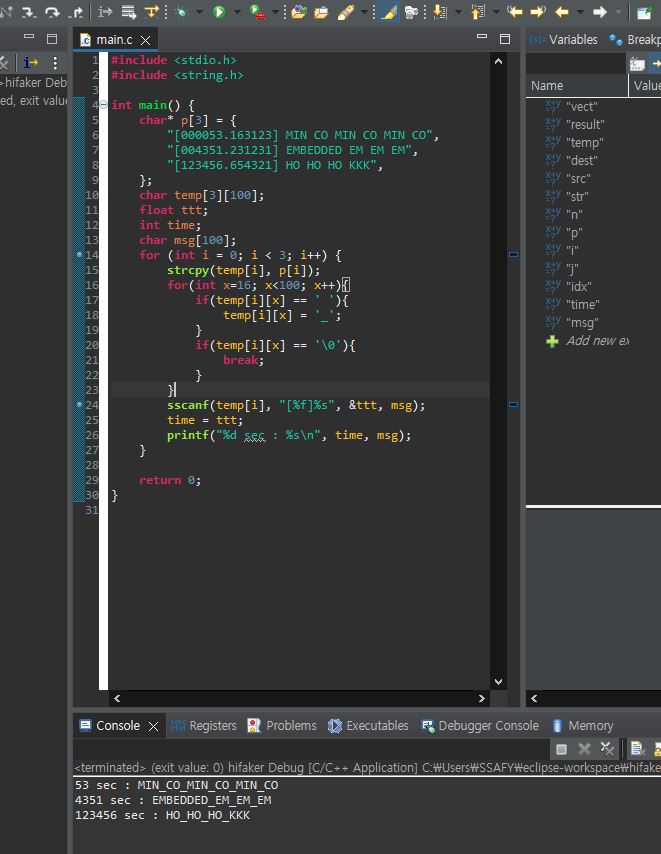 main.c
Variables
Breakp
>hifaker Deb
ed, exit value
Name
Value
1 #include <stdio.h>
2 #include <string.h>
3
4 int main() {
5 char* p[3] = {
6 "[000053.163123] MIN CO MIN CO MIN CO",
7 "[004351.231231] EMBEDDED EM EM EM",
8 "[123456.654321] HO HO HO KKK",
9 };
10 char temp[3][100];
11 float ttt;
12 int time;
13 char msg[100];
14 for (int i = 0; i < 3; i++) {
15 strcpy(temp[i], p[i]);
16 for(int x=16; x<100; x++){
17 if(temp[i][x] == ' '){
18 temp[i][x] = '_';
19 }
20 if(temp[i][x] == '\0'){
21 break;
22 }
23 }
24 sscanf(temp[i], "[%f]%s", &ttt, msg);
25 time = ttt;
26 printf("%d sec : %s\n", time, msg);
27 }
28
29 return 0;
30 }
31
"vect"
"result"
"temp"
"dest"
"src"
"str"
"n"
"p"
"i"
"j"
"idx"
"time"
"msg"
Add new ex
Console
Registers
Problems
Executables
Debugger Console
Memory
<terminated> (exit value: 0) hifaker Debug [C/C++ Application] C:₩Users₩SSAFY₩eclipse-workspace₩hifake
53 sec : MIN_CO_MIN_CO_MIN_CO
4351 sec : EMBEDDED_EM_EM_EM
123456 sec : HO_HO_HO_KKK